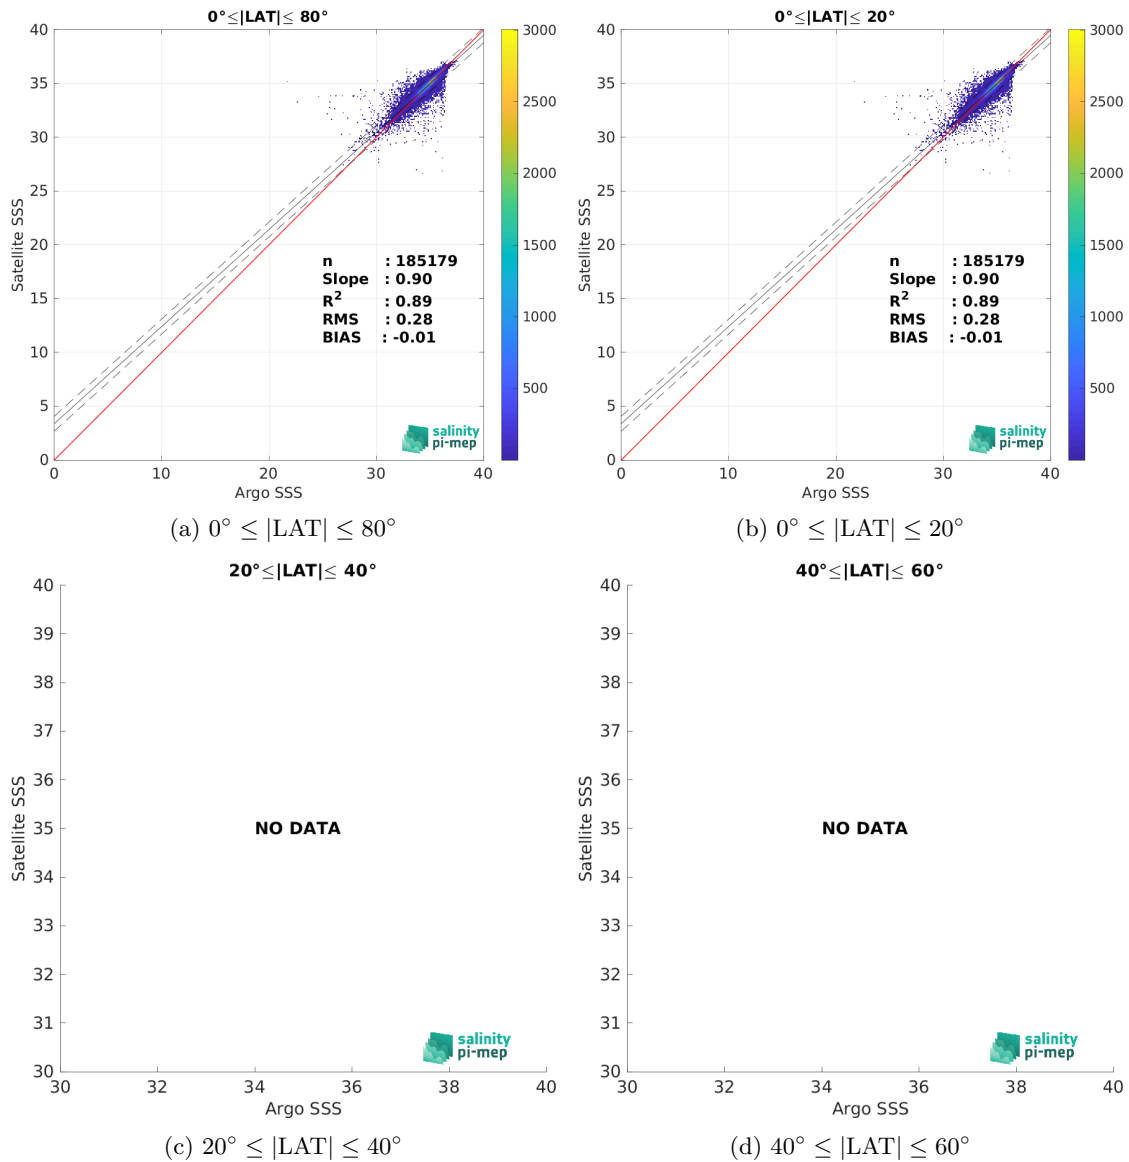 0°≤|LAT|≤ 80°
Satellite SSS
40
35
30
25
20
15
10
5
0
0
10
20
30
40
Argo SSS
3000
2500
2000
1500
1000
500
n : 185179
Slope : 0.90
R² : 0.89
RMS : 0.28
BIAS : -0.01
salinity
pi-mep
(a) 0° ≤ |LAT| ≤ 80°
0°≤|LAT|≤ 20°
Satellite SSS
40
35
30
25
20
15
10
5
0
0
10
20
30
40
Argo SSS
3000
2500
2000
1500
1000
500
n : 185179
Slope : 0.90
R² : 0.89
RMS : 0.28
BIAS : -0.01
salinity
pi-mep
(b) 0° ≤ |LAT| ≤ 20°
20°≤|LAT|≤ 40°
Satellite SSS
40
39
38
37
36
35
34
33
32
31
30
NO DATA
salinity
pi-mep
30
32
34
36
38
40
Argo SSS
(c) 20° ≤ |LAT| ≤ 40°
40°≤|LAT|≤ 60°
Satellite SSS
40
39
38
37
36
35
34
33
32
31
30
NO DATA
salinity
pi-mep
30
32
34
36
38
40
Argo SSS
(d) 40° ≤ |LAT| ≤ 60°